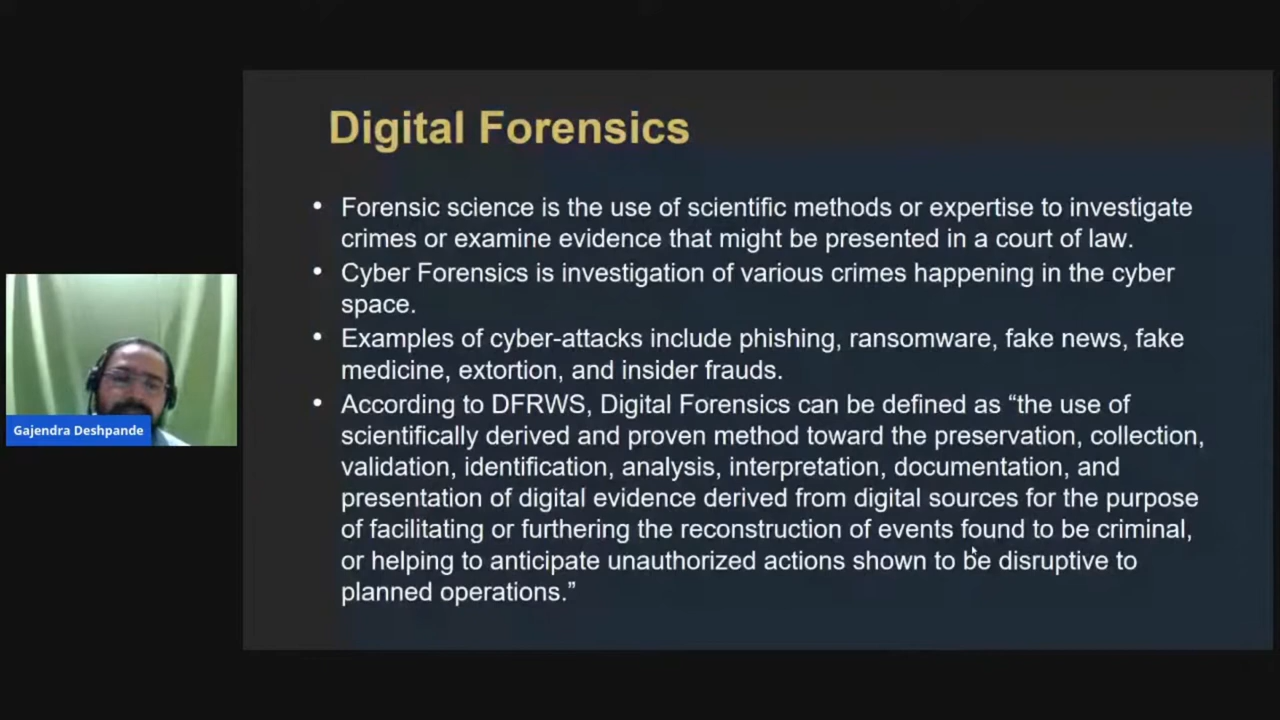 Digital Forensics
• Forensic science is the use of scientific methods or expertise to investigate
crimes or examine evidence that might be presented in a court of law.
• Cyber Forensics is investigation of various crimes happening in the cyber
space.
• Examples of cyber-attacks include phishing, ransomware, fake news, fake
medicine, extortion, and insider frauds.
• According to DFRWS, Digital Forensics can be defined as “the use of
scientifically derived and proven method toward the preservation, collection,
validation, identification, analysis, interpretation, documentation, and
presentation of digital evidence derived from digital sources for the purpose
of facilitating or furthering the reconstruction of events found to be criminal,
or helping to anticipate unauthorized actions shown to be disruptive to
planned operations.”
Gajendra Deshpande